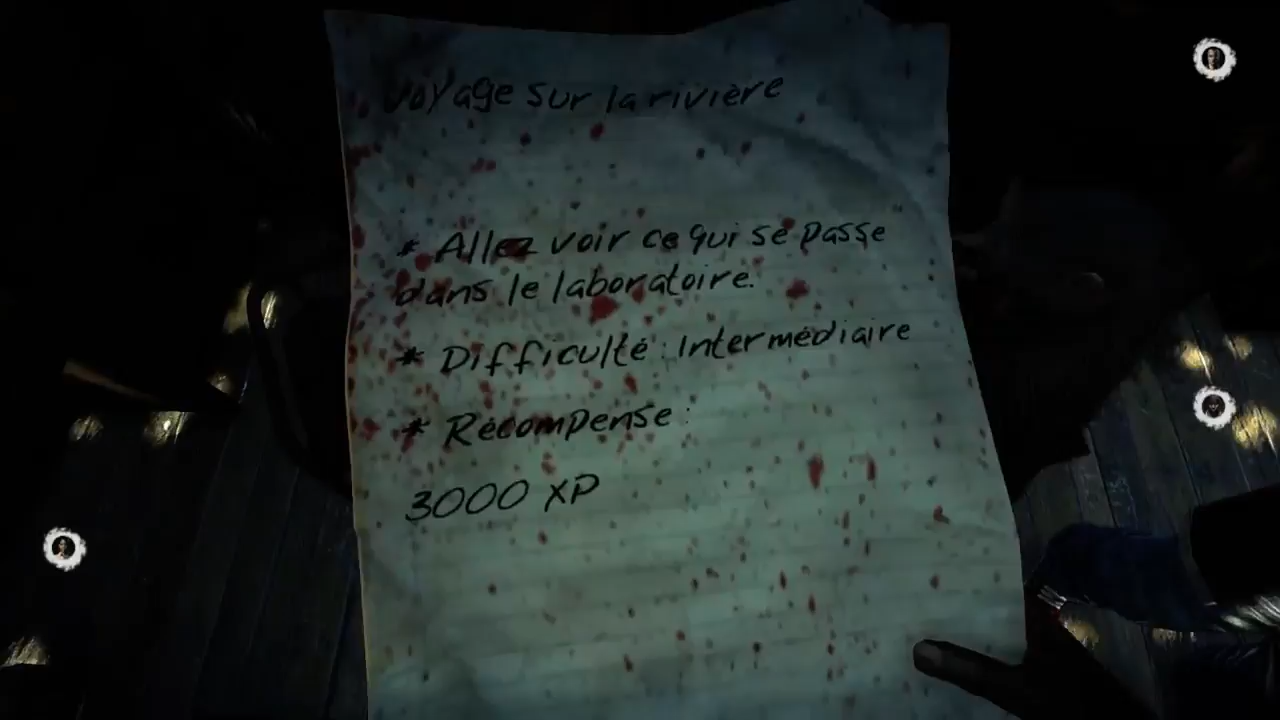 Voyage sur la rivière
* Allez voir ce qui se passe
dans le laboratoire.
* Difficulté : Intermédiaire
* Récompense :
3000 XP